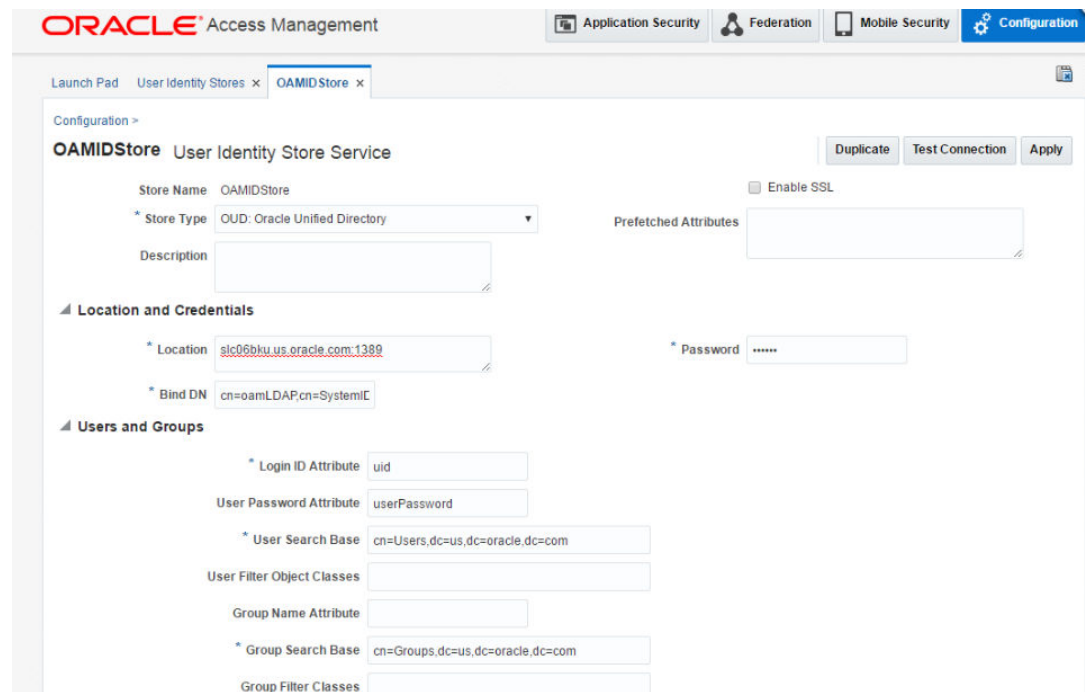 ORACLE® Access Management
Application Security Federation Mobile Security Configuration
Launch Pad User Identity Stores × OAMIDStore ×
Configuration >
OAMIDStore User Identity Store Service Duplicate Test Connection Apply
Store Name OAMIDStore Enable SSL
* Store Type OUD: Oracle Unified Directory Prefetched Attributes
Description
Location and Credentials
* Location slc06bku.us.oracle.com:1389 * Password ••••••
* Bind DN cn=oamLDAP,cn=SystemID
Users and Groups
* Login ID Attribute uid
User Password Attribute userPassword
* User Search Base cn=Users,dc=us,dc=oracle,dc=com
User Filter Object Classes
Group Name Attribute
* Group Search Base cn=Groups,dc=us,dc=oracle,dc=com
Group Filter Classes